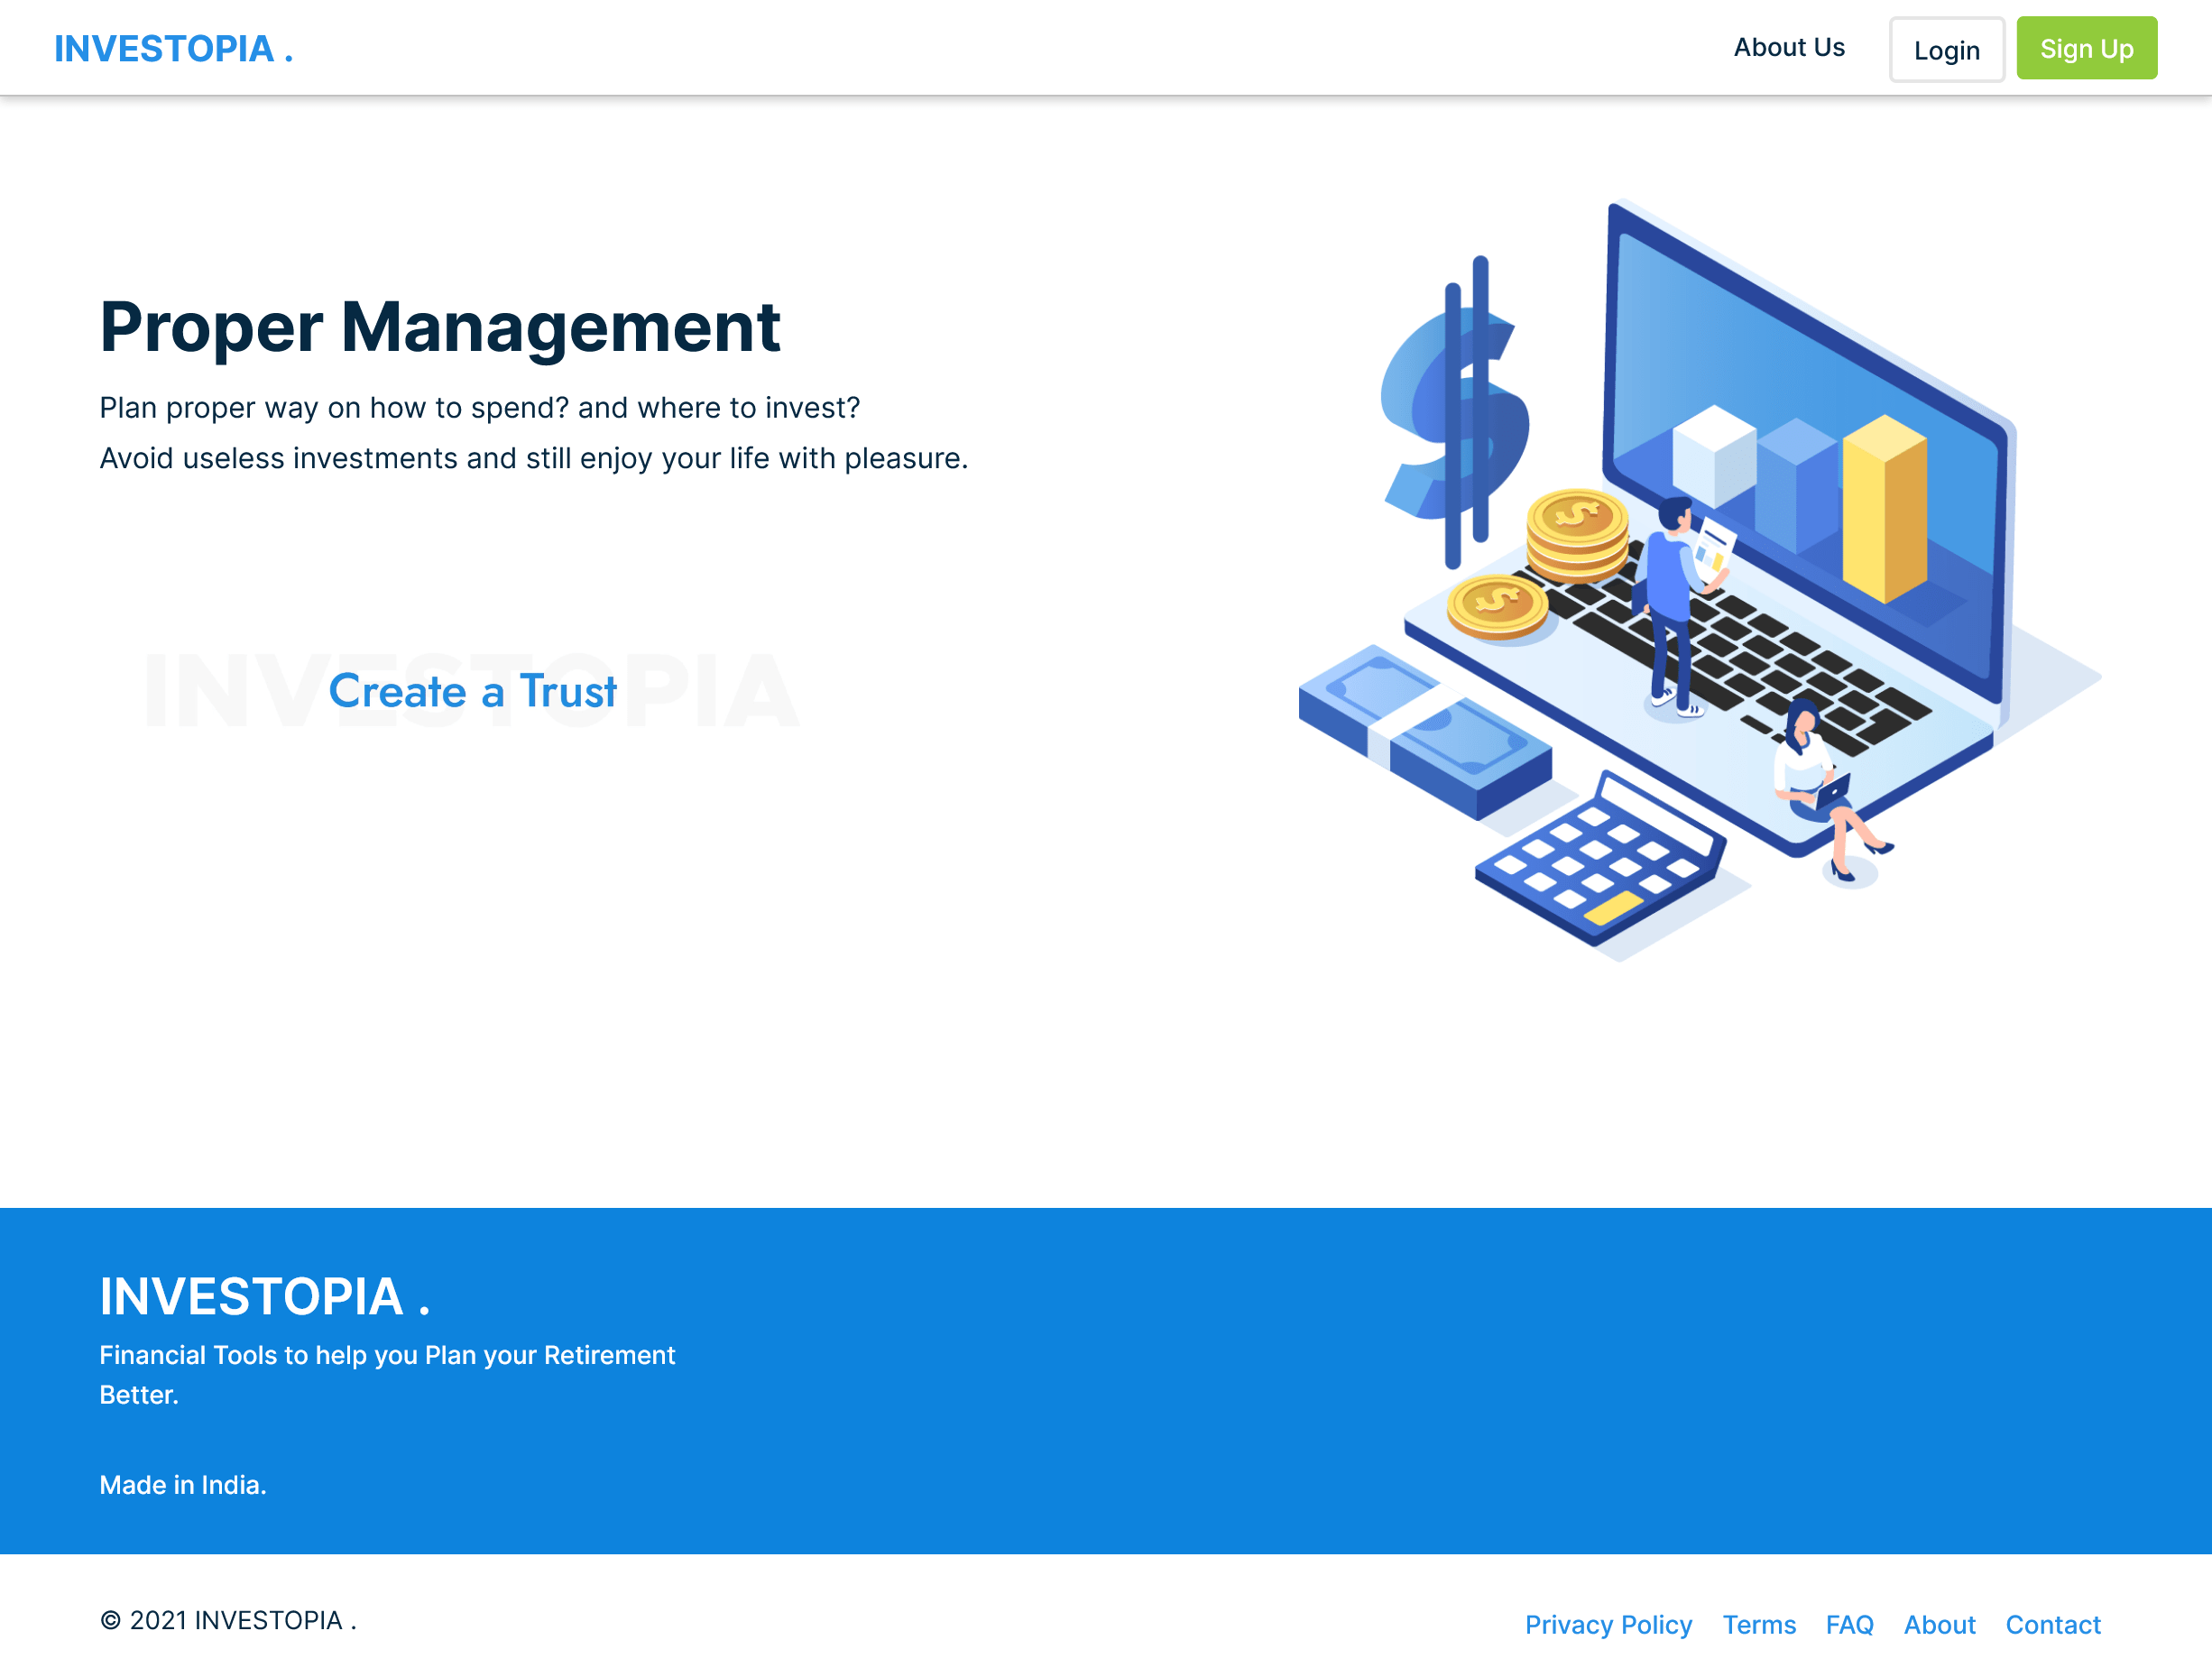 INVESTOPIA .
About Us
Login
Sign Up
Proper Management
Plan proper way on how to spend? and where to invest?
Avoid useless investments and still enjoy your life with pleasure.
INVESTOPIA
Create a Trust
INVESTOPIA .
Financial Tools to help you Plan your Retirement
Better.
Made in India.
© 2021 INVESTOPIA .
Privacy Policy
Terms
FAQ
About
Contact